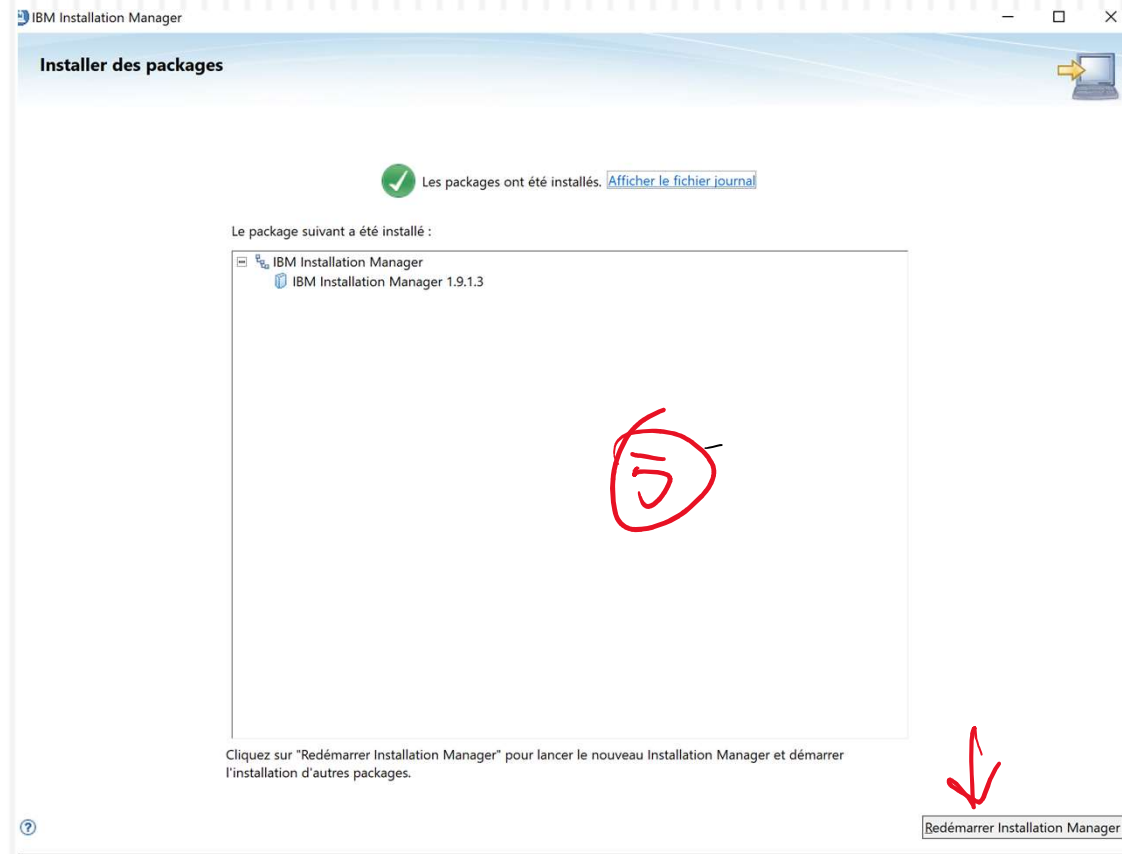 IBM Installation Manager
Installer des packages
Les packages ont été installés. Afficher le fichier journal
Le package suivant a été installé :
IBM Installation Manager
IBM Installation Manager 1.9.1.3
5
Cliquez sur "Redémarrer Installation Manager" pour lancer le nouveau Installation Manager et démarrer
l'installation d'autres packages.
?
Redémarrer Installation Manager